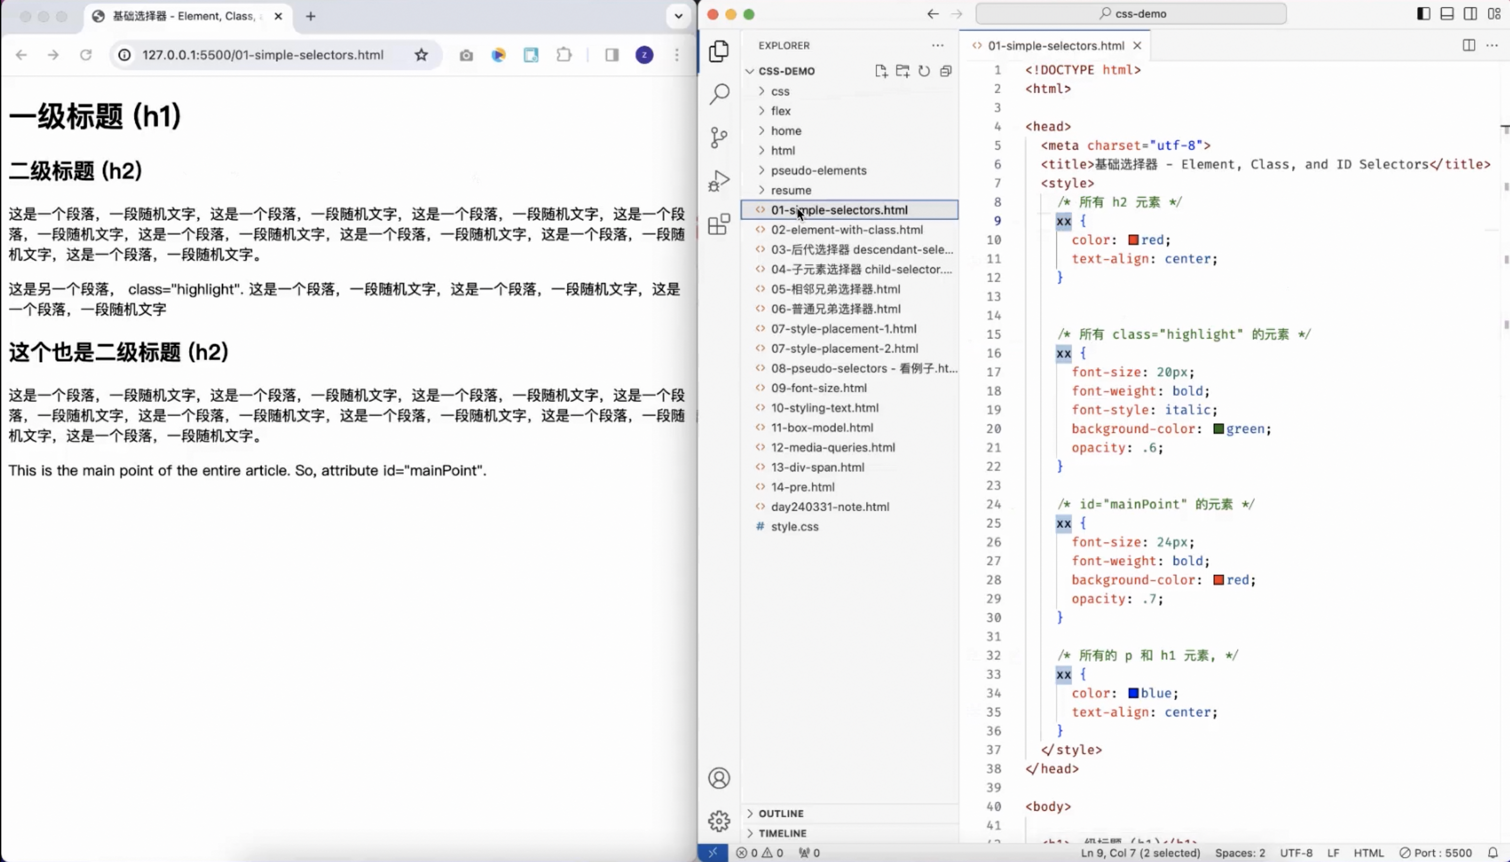 基础选择器 - Element, Class,
127.0.0.1:5500/01-simple-selectors.html
z
一级标题 (h1)
二级标题 (h2)
这是一个段落，一段随机文字，这是一个段落，一段随机文字，这是一个段落，一段随机文字，这是一个段
落，一段随机文字，这是一个段落，一段随机文字，这是一个段落，一段随机文字，这是一个段落，一段随
机文字，这是一个段落，一段随机文字。
这是另一个段落， class="highlight". 这是一个段落，一段随机文字，这是一个段落，一段随机文字，这是
一个段落，一段随机文字
这个也是二级标题 (h2)
这是一个段落，一段随机文字，这是一个段落，一段随机文字，这是一个段落，一段随机文字，这是一个段
落，一段随机文字，这是一个段落，一段随机文字，这是一个段落，一段随机文字，这是一个段落，一段随
机文字，这是一个段落，一段随机文字。
This is the main point of the entire article. So, attribute id="mainPoint".
css-demo
EXPLORER
CSS-DEMO
css
flex
home
html
pseudo-elements
resume
01-simple-selectors.html
02-element-with-class.html
03-后代选择器 descendant-sele...
04-子元素选择器 child-selector....
05-相邻兄弟选择器.html
06-普通兄弟选择器.html
07-style-placement-1.html
07-style-placement-2.html
08-pseudo-selectors - 看例子.ht...
09-font-size.html
10-styling-text.html
11-box-model.html
12-media-queries.html
13-div-span.html
14-pre.html
day240331-note.html
# style.css
OUTLINE
TIMELINE
01-simple-selectors.html
1 <!DOCTYPE html>
2 <html>
3
4 <head>
5 <meta charset="utf-8">
6 <title>基础选择器 - Element, Class, and ID Selectors</title>
7 <style>
8 /* 所有 h2 元素 */
9 xx {
10 color: red;
11 text-align: center;
12 }
13
14
15 /* 所有 class="highlight" 的元素 */
16 xx {
17 font-size: 20px;
18 font-weight: bold;
19 font-style: italic;
20 background-color: green;
21 opacity: .6;
22 }
23
24 /* id="mainPoint" 的元素 */
25 xx {
26 font-size: 24px;
27 font-weight: bold;
28 background-color: red;
29 opacity: .7;
30 }
31
32 /* 所有的 p 和 h1 元素, */
33 xx {
34 color: blue;
35 text-align: center;
36 }
37 </style>
38 </head>
39
40 <body>
41
0 0 0
Ln 9, Col 7 (2 selected) Spaces: 2 UTF-8 LF HTML Port : 5500